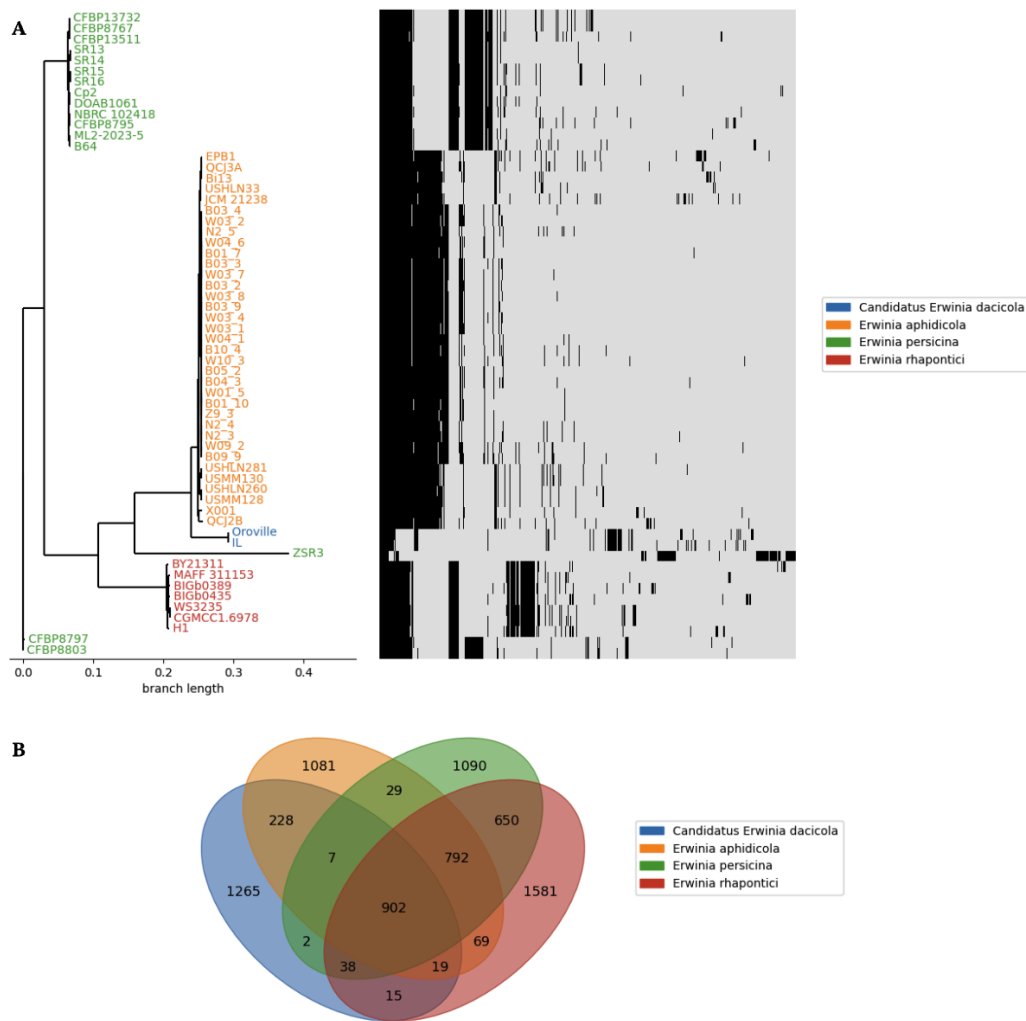 A
CFBP13732
CFBP8767
CFBP13511
SR13
SR14
SR15
SR16
Cp2
DOAB1061
NBRC 102418
CFBP8795
ML2-2023-5
B64
EPB1
QCJ3A
Bi13
USHLN33
JCM 21238
B03_4
W03_2
N2_5
W04_6
B01_7
B03_3
W03_7
B03_2
W03_8
B03_9
W03_4
W03_1
W04_1
B10_4
W10_3
B05_2
B04_3
W01_5
B01_10
Z9_3
N2_4
N2_3
W09_2
B09_9
USHLN281
USMM130
USHLN260
USMM128
X001
QCJ2B
Oroville
IL
ZSR3
BY21311
MAFF 311153
BIGb0389
BIGb0435
WS3235
CGMCC1.6978
H1
CFBP8797
CFBP8803
0.0 0.1 0.2 0.3 0.4
branch length
Candidatus Erwinia dacicola
Erwinia aphidicola
Erwinia persicina
Erwinia rhapontici
B
1081 1090
29
228 650
7 792
1265 1581
902
2 69
38 19
15
Candidatus Erwinia dacicola
Erwinia aphidicola
Erwinia persicina
Erwinia rhapontici